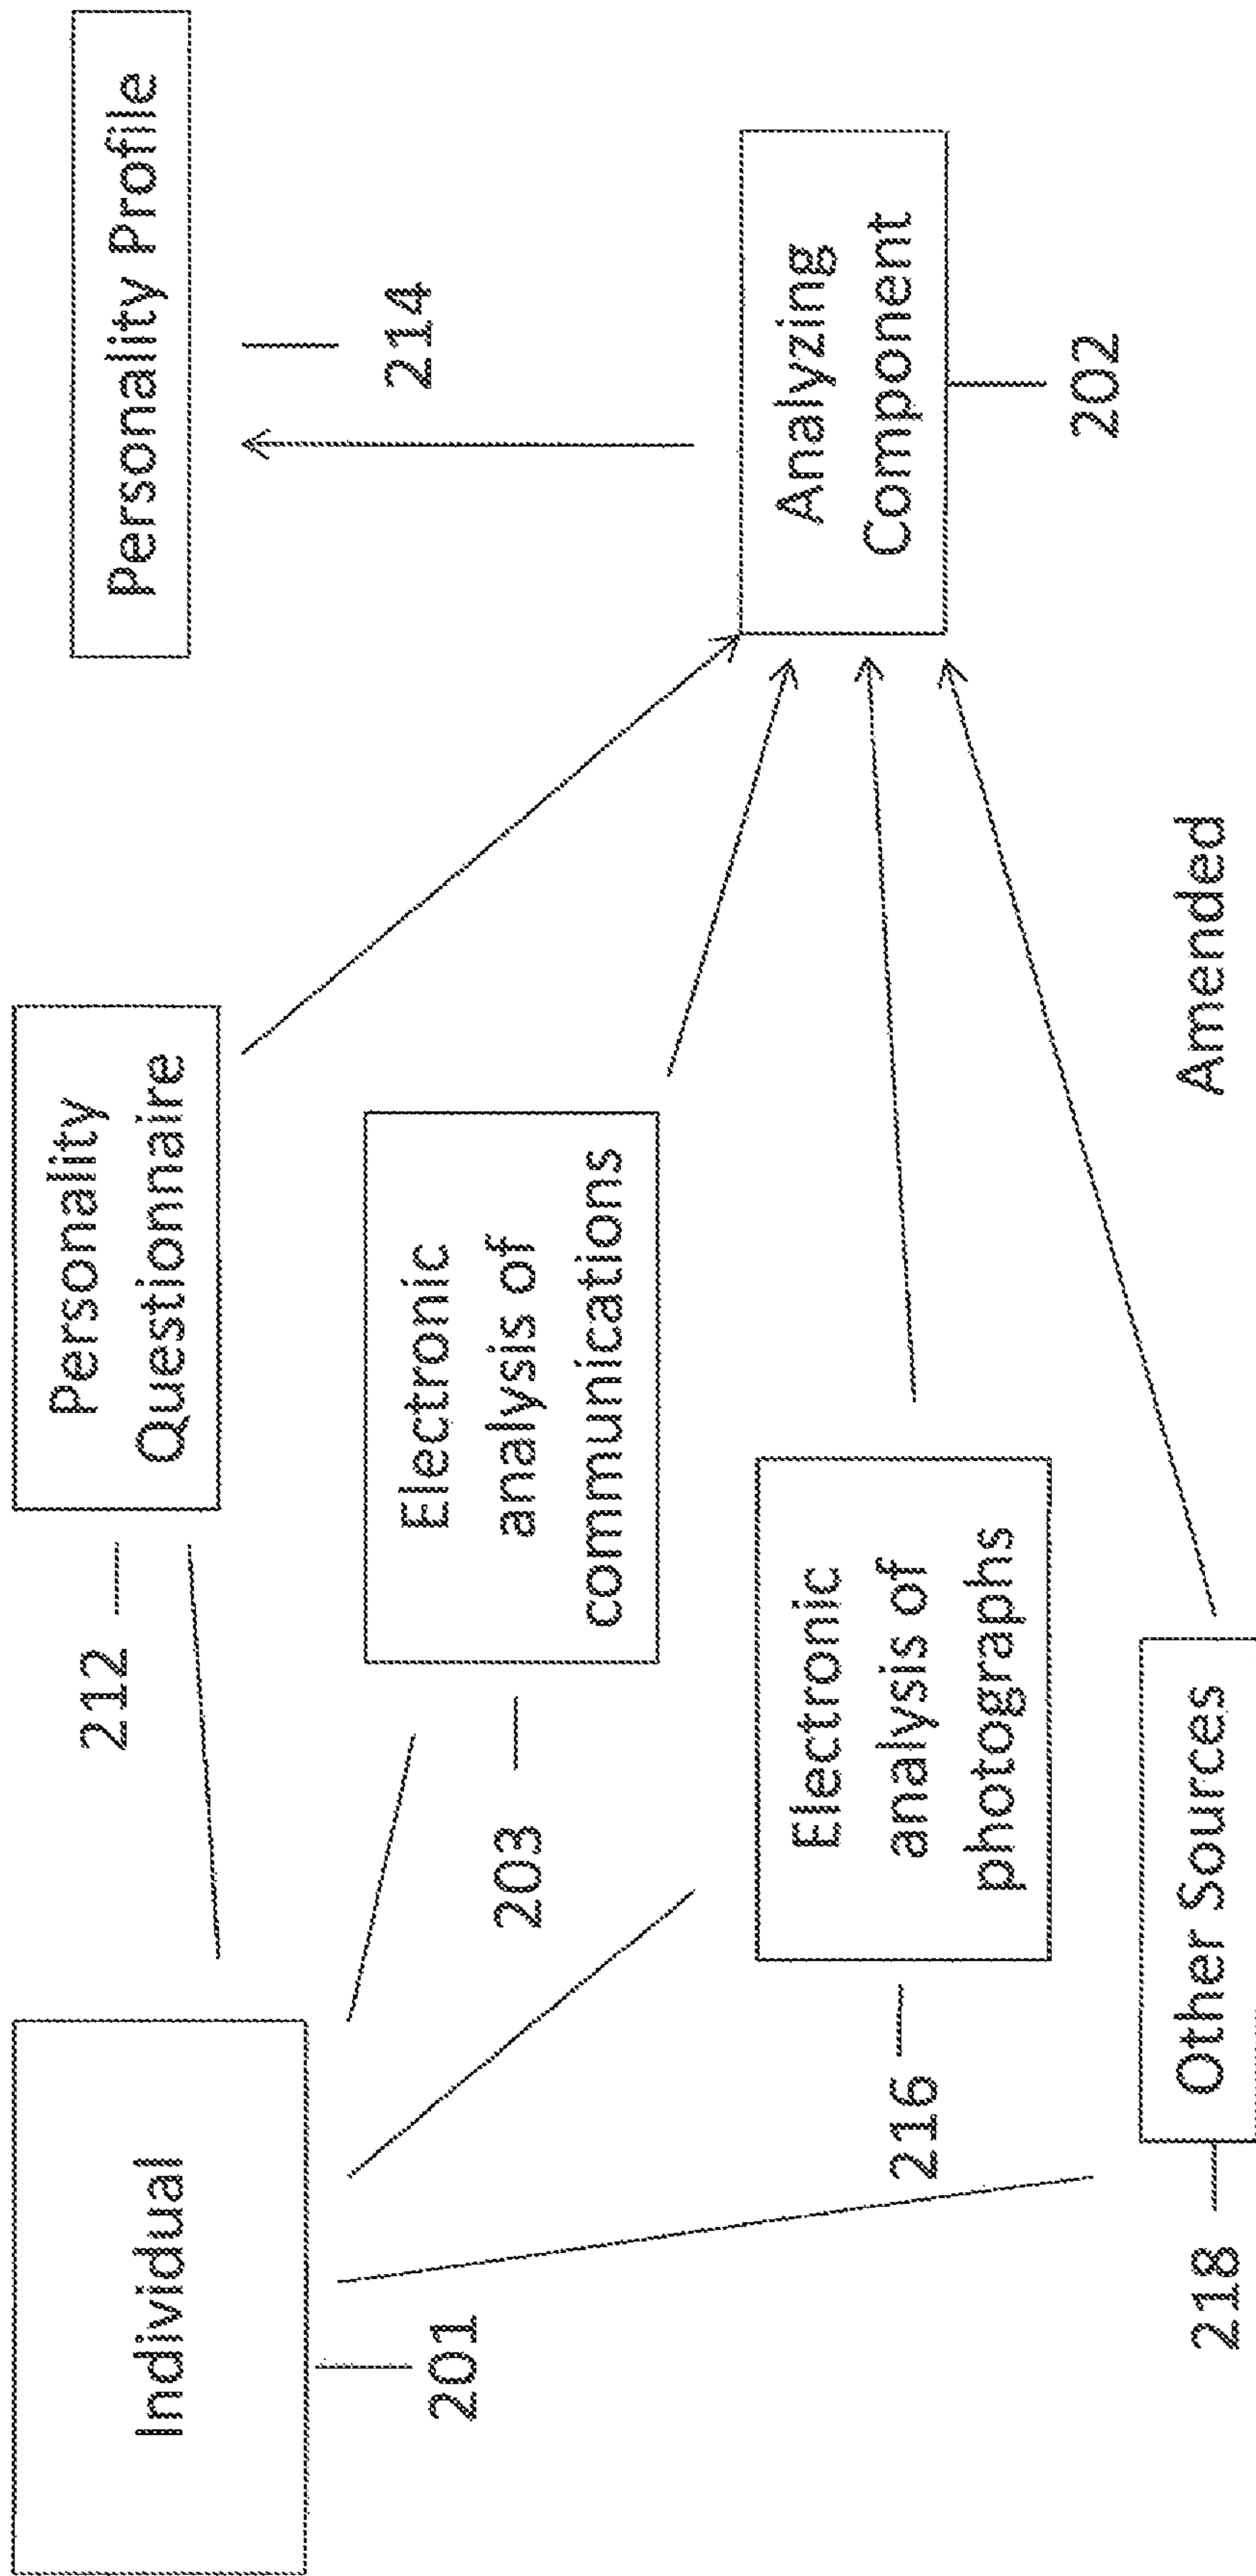 Individual
201
212
Personality
Questionnaire
203
Electronic
analysis of
communications
216
Electronic
analysis of
photographs
218
Other Sources
Personality Profile
214
Analyzing
Component
202
Amended